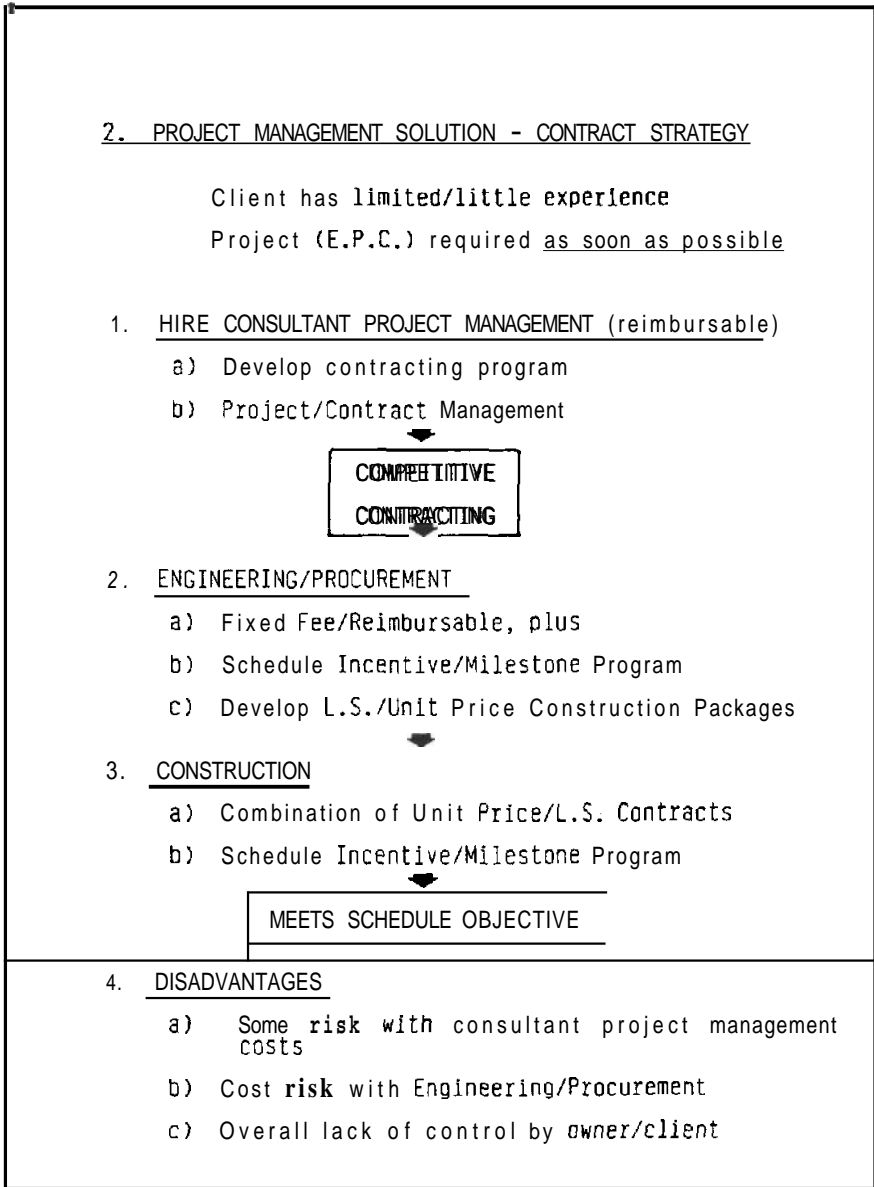 2. PROJECT MANAGEMENT SOLUTION - CONTRACT STRATEGY
Client has limited/little experience
Project (E.P.C.) required as soon as possible
1. HIRE CONSULTANT PROJECT MANAGEMENT (reimbursable)
a) Develop contracting program
b) Project/Contract Management
COMPETITIVE
CONTRACTING
2. ENGINEERING/PROCUREMENT
a) Fixed Fee/Reimbursable, plus
b) Schedule Incentive/Milestone Program
c) Develop L.S./Unit Price Construction Packages
3. CONSTRUCTION
a) Combination of Unit Price/L.S. Contracts
b) Schedule Incentive/Milestone Program
MEETS SCHEDULE OBJECTIVE
4. DISADVANTAGES
a) Some risk with consultant project management
costs
b) Cost risk with Engineering/Procurement
c) Overall lack of control by owner/client